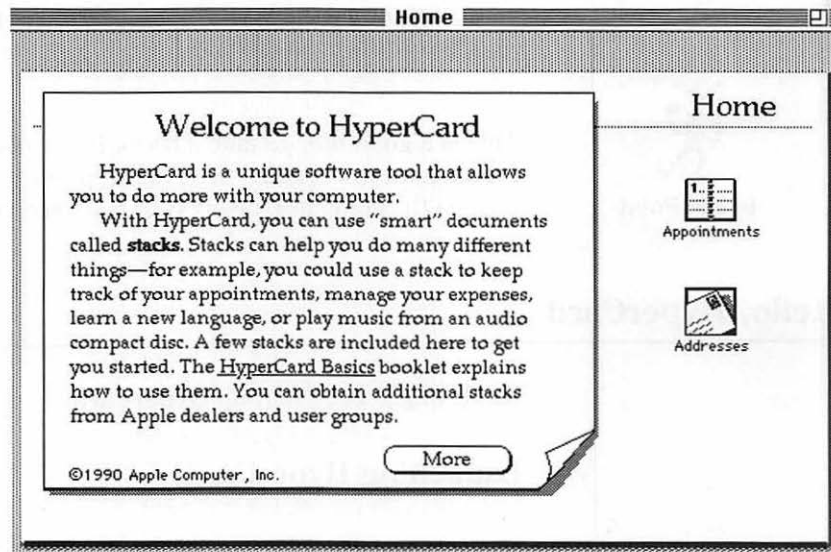 Home
Welcome to HyperCard
HyperCard is a unique software tool that allows
you to do more with your computer.
With HyperCard, you can use “smart” documents
called stacks. Stacks can help you do many different
things—for example, you could use a stack to keep
track of your appointments, manage your expenses,
learn a new language, or play music from an audio
compact disc. A few stacks are included here to get
you started. The HyperCard Basics booklet explains
how to use them. You can obtain additional stacks
from Apple dealers and user groups.
More
©1990 Apple Computer, Inc.
Home
1..
Appointments
Addresses